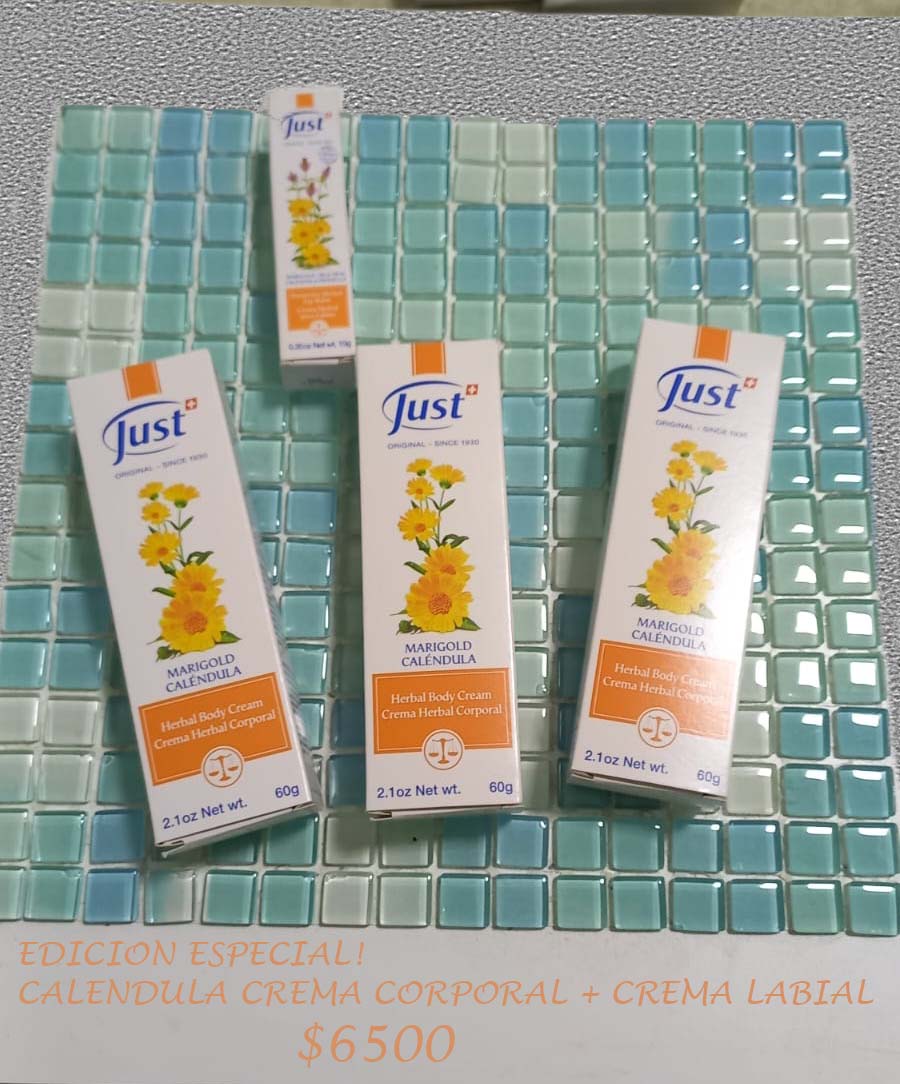 Just
0.35oz Net wt. 10g
Just
ORIGINAL - SINCE 1930
MARIGOLD
CALÉNDULA
Herbal Body Cream
Crema Herbal Corporal
2.1oz Net wt. 60g
Just
ORIGINAL - SINCE 1930
MARIGOLD
CALÉNDULA
Herbal Body Cream
Crema Herbal Corporal
2.1oz Net wt. 60g
Just
ORIGINAL - SINCE 1930
MARIGOLD
CALÉNDULA
Herbal Body Cream
Crema Herbal Corporal
2.1oz Net wt. 60g
EDICION ESPECIAL!
CALENDULA CREMA CORPORAL + CREMA LABIAL
$6500